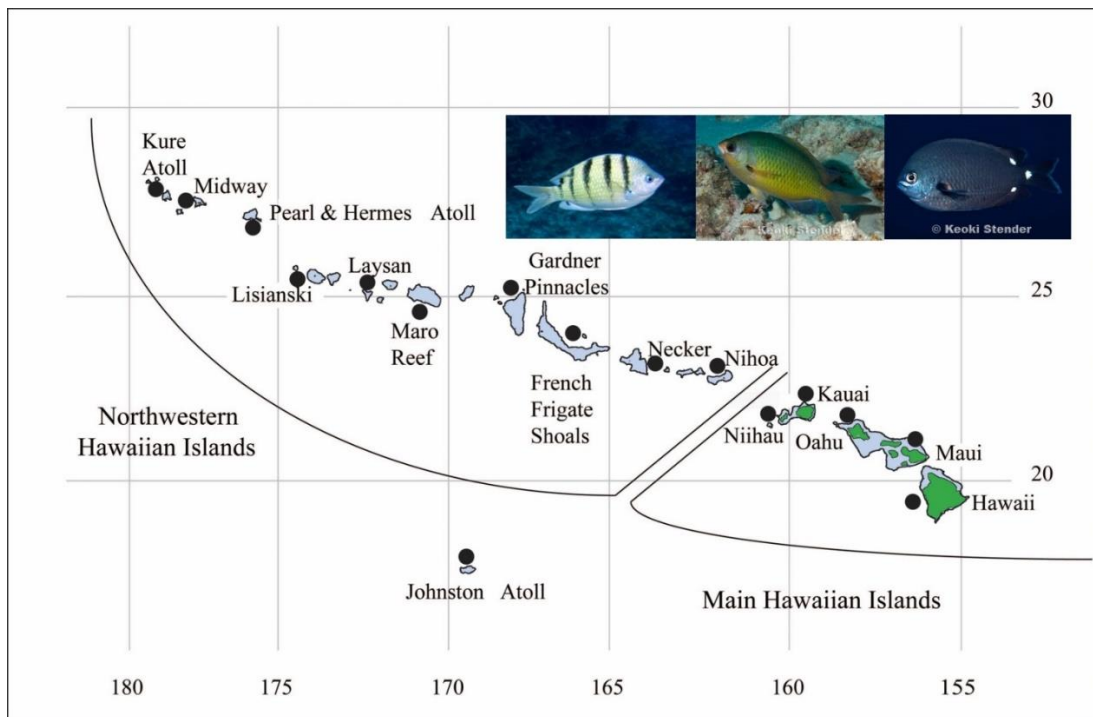 30
Kure
Atoll
Midway
Pearl & Hermes Atoll
Keoki Stender
© Keoki Stender
Gardner
Pinnacles
Laysan
Lisianski
25
Maro
Reef
Necker
Nihoa
French
Frigate
Shoals
Kauai
Northwestern
Hawaiian Islands
Niihau
Oahu
Maui
20
Hawaii
Johnston Atoll
Main Hawaiian Islands
180
175
170
165
160
155